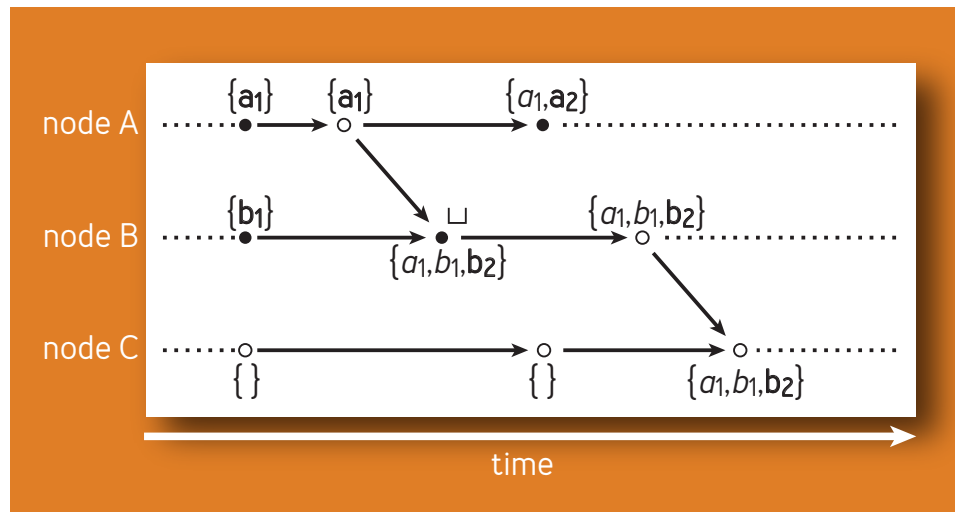 {a1} {a1} {a1,a2}
node A
{b1} ⊔ {a1,b1,b2}
node B
{a1,b1,b2}
node C
{ } { } {a1,b1,b2}
time